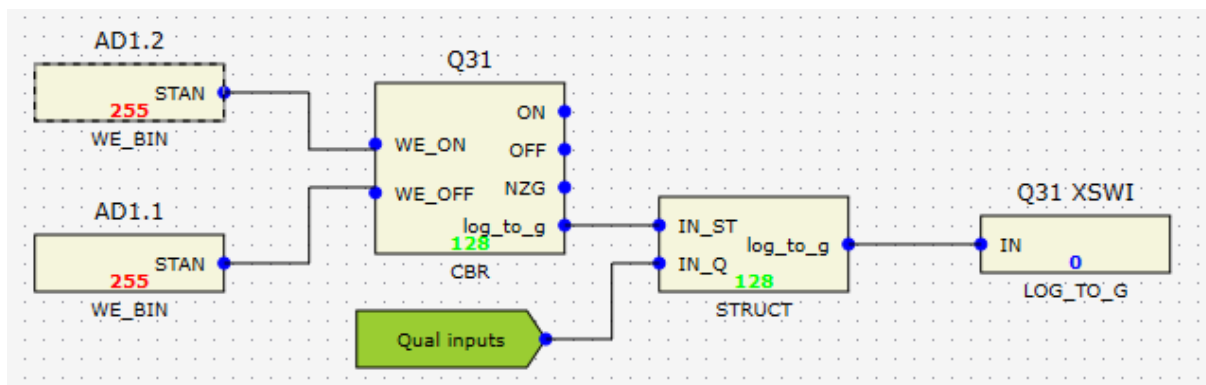 AD1.2
STAN
255
WE_BIN
AD1.1
STAN
255
WE_BIN
Q31
WE_ON
WE_OFF
ON
OFF
NZG
log_to_g
128
CBR
Qual inputs
IN_ST
IN_Q
log_to_g
128
STRUCT
Q31 XSWI
IN
0
LOG_TO_G